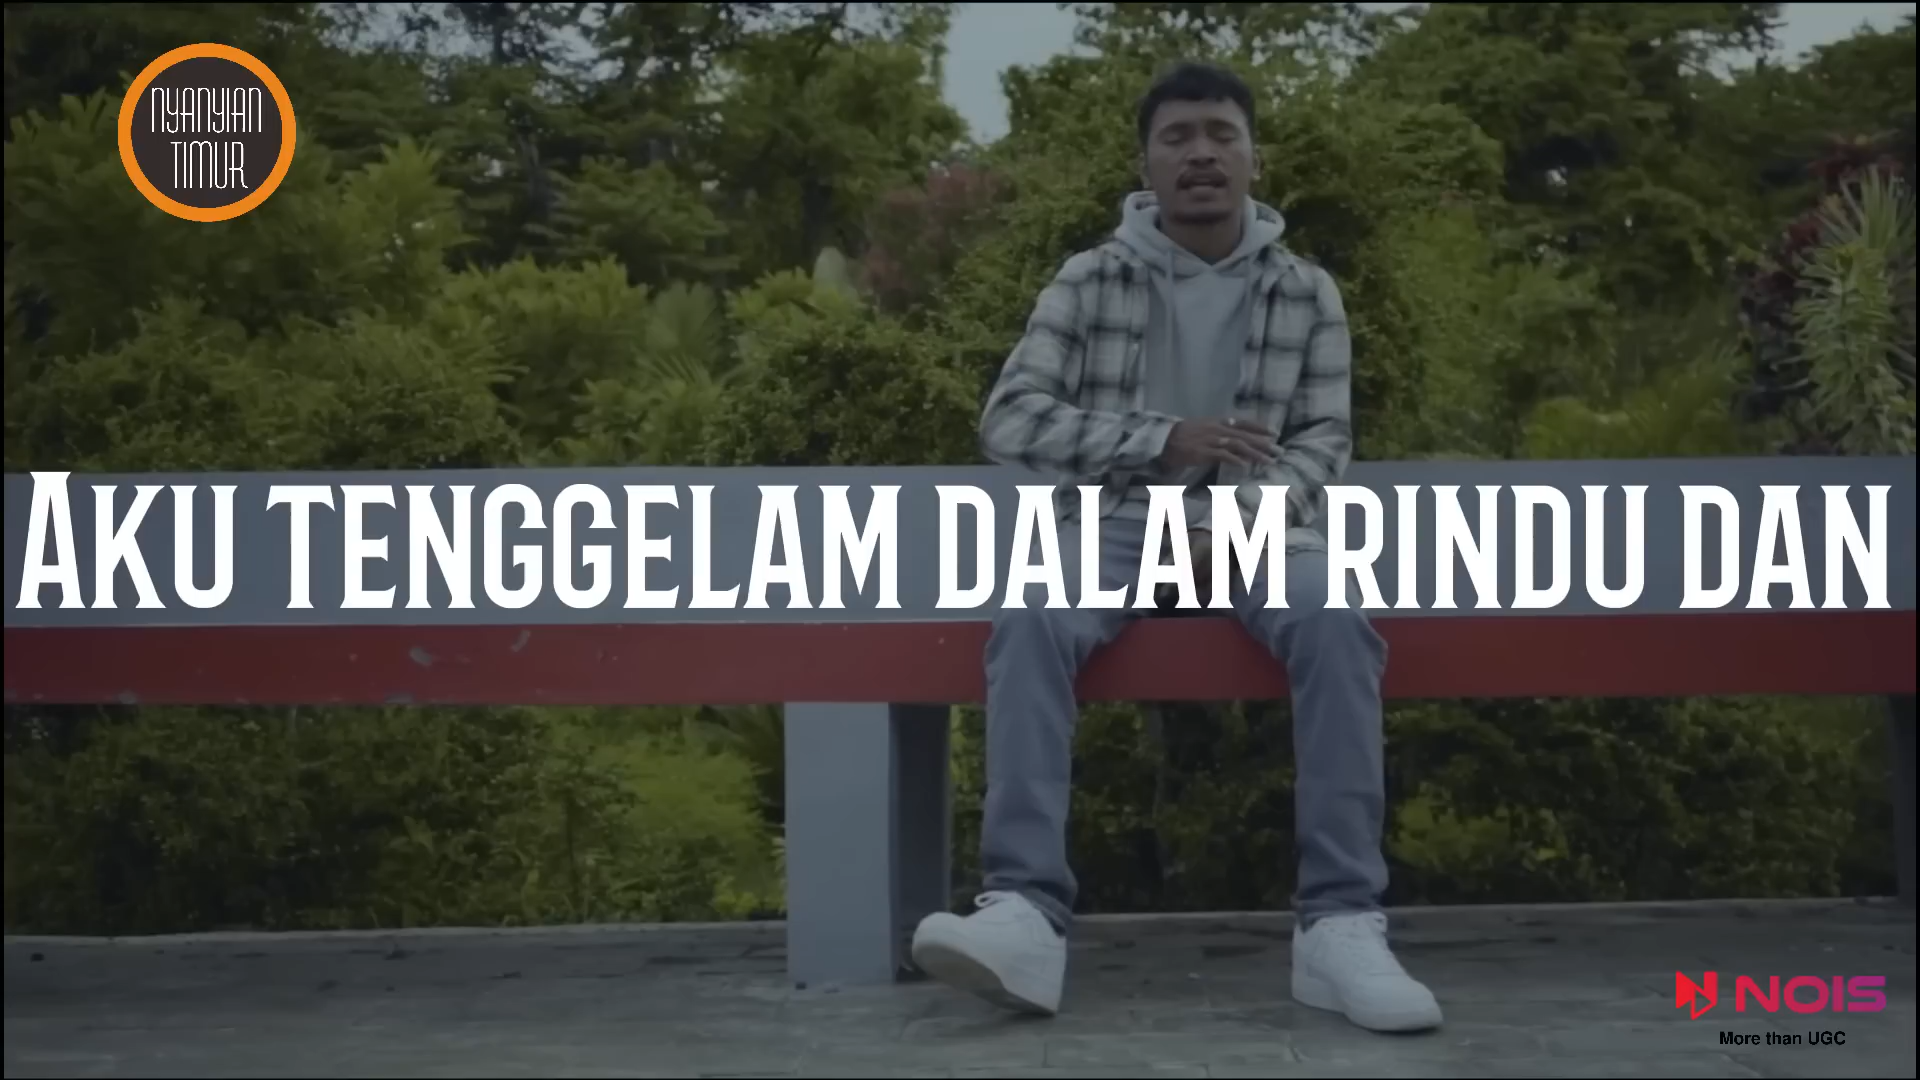 NYANYIAN
TIMUR
AKU TENGGELAM DALAM RINDU DAN
NOIS
More than UGC